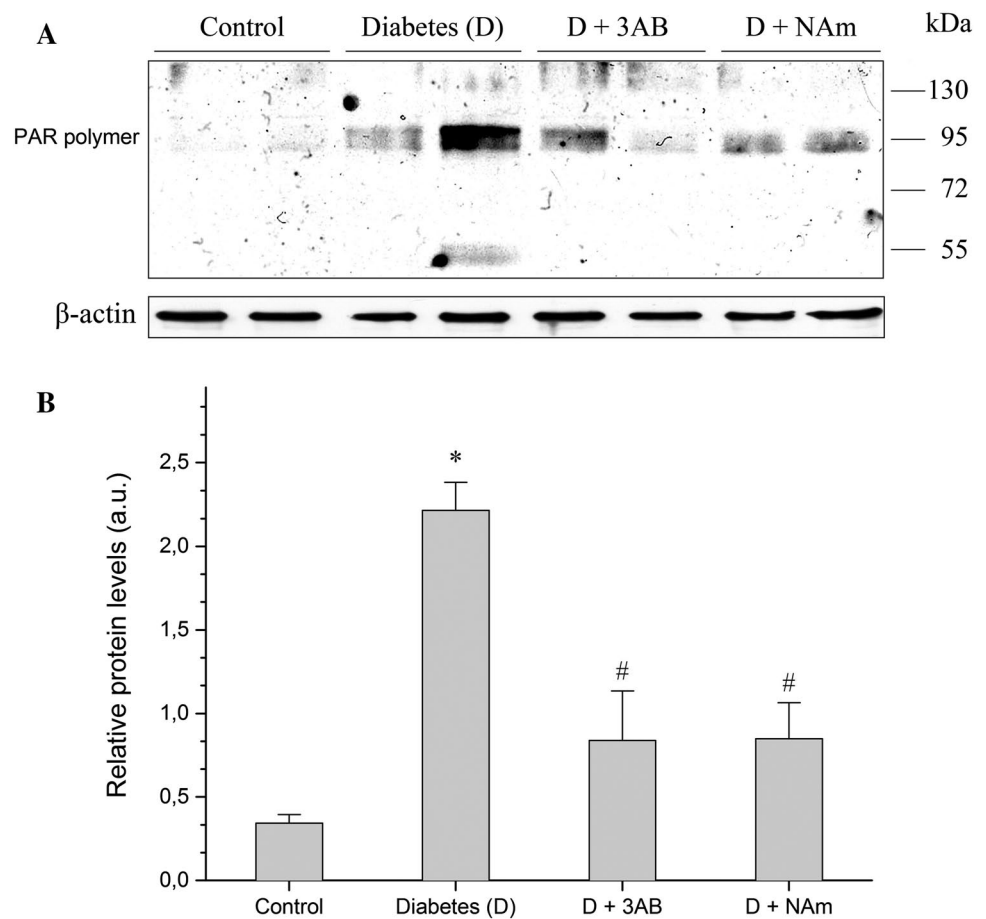 A
Control Diabetes (D) D + 3AB D + NAm kDa
130
PAR polymer 95
72
55
β-actin
B
Relative protein levels (a.u.)
2,5
2,0
1,5
1,0
0,5
0,0
*
#
#
Control Diabetes (D) D + 3AB D + NAm